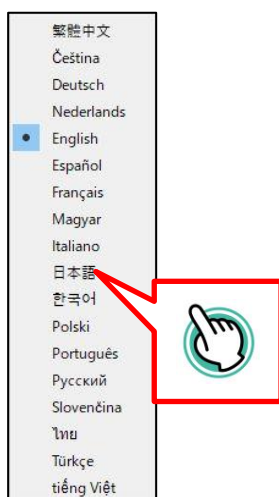 繁體中文
Čeština
Deutsch
Nederlands
English
Español
Français
Magyar
Italiano
日本語
한국어
Polski
Português
Русский
Slovenčina
ไทย
Türkçe
tiếng Việt